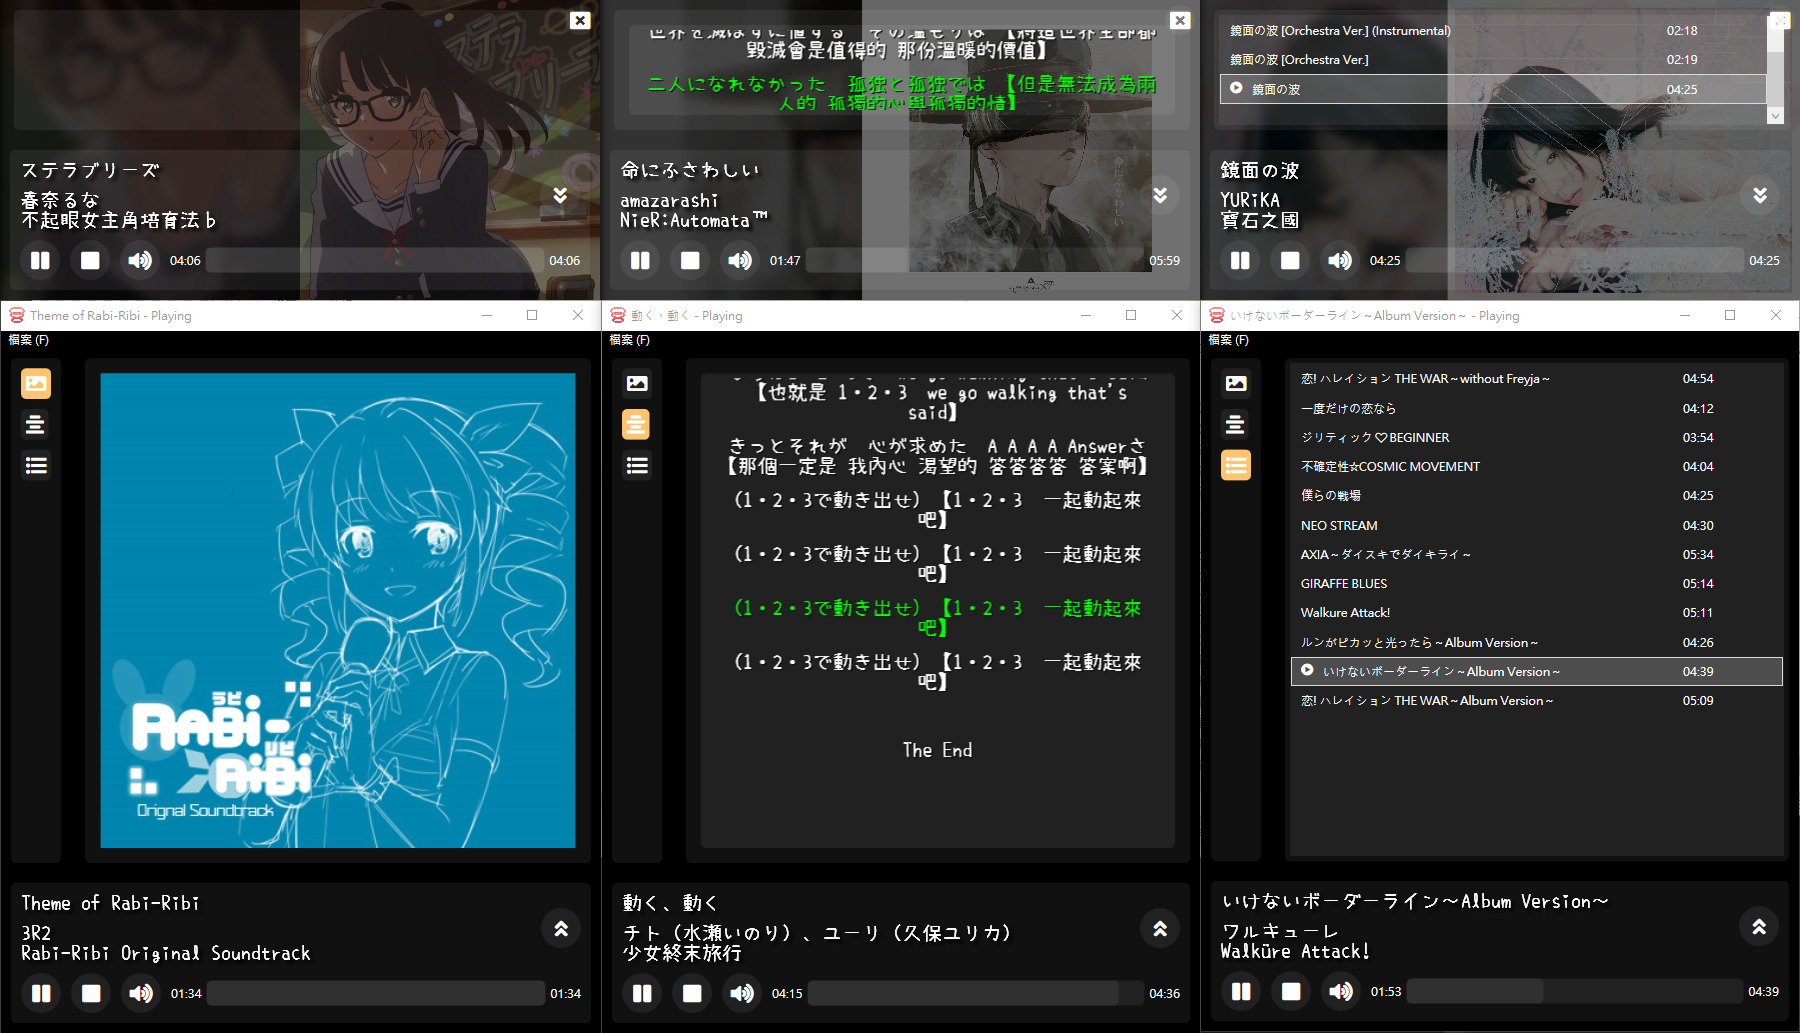 ステラブリーズ
春奈るな
不起眼女主角培育法♭
04:06
04:06
毀滅會是值得的 那份溫暖的價值】
二人になれなかった　孤独と孤独では 【但是無法成為兩
人的 孤獨的心與孤獨的情】
命にふさわしい
amazarashi
NieR:Automata™
01:47
05:59
鏡面の波 [Orchestra Ver.] (Instrumental)
02:18
鏡面の波 [Orchestra Ver.]
02:19
鏡面の波
04:25
鏡面の波
YURiKA
寶石之國
04:25
04:25
Theme of Rabi-Ribi - Playing
檔案 (F)
ラビ
RABi-
リビ
RiBi
Orignal Soundtrack
Theme of Rabi-Ribi
3R2
Rabi-Ribi Original Soundtrack
01:34
01:34
動く、動く - Playing
檔案 (F)
【也就是 1・2・3　we go walking that's
said】
きっとそれが　心が求めた　A A A A Answerさ
【那個一定是 我內心 渴望的 答答答答 答案啊】
（1・2・3で動き出せ）【1・2・3　一起動起來
吧】
（1・2・3で動き出せ）【1・2・3　一起動起來
吧】
（1・2・3で動き出せ）【1・2・3　一起動起來
吧】
（1・2・3で動き出せ）【1・2・3　一起動起來
吧】
The End
動く、動く
チト（水瀬いのり）、ユーリ（久保ユリカ）
少女終末旅行
04:15
04:36
いけないボーダーライン～Album Version～ - Playing
檔案 (F)
恋! ハレイション THE WAR～without Freyja～
04:54
一度だけの恋なら
04:12
ジリティック♡BEGINNER
03:54
不確定性☆COSMIC MOVEMENT
04:04
僕らの戦場
04:25
NEO STREAM
04:30
AXIA～ダイスキでダイキライ～
05:34
GIRAFFE BLUES
05:14
Walkure Attack!
05:11
ルンがピカッと光ったら～Album Version～
04:26
いけないボーダーライン～Album Version～
04:39
恋! ハレイション THE WAR～Album Version～
05:09
いけないボーダーライン～Album Version～
ワルキューレ
Walküre Attack!
01:53
04:39